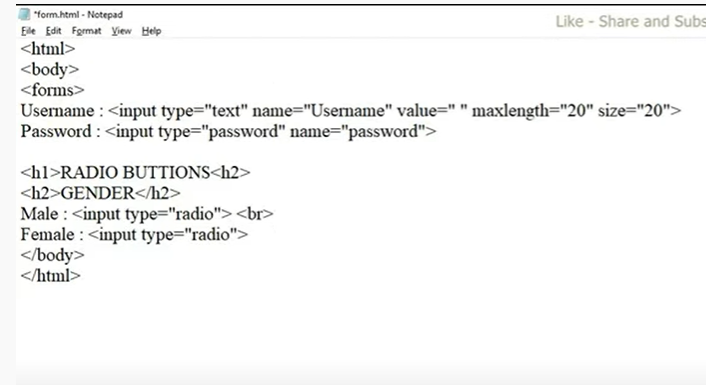 *form.html - Notepad
Like - Share and Subs
File Edit Format View Help
<html>
<body>
<forms>
Username : <input type="text" name="Username" value=" " maxlength="20" size="20">
Password : <input type="password" name="password">
<h1>RADIO BUTTIONS<h2>
<h2>GENDER</h2>
Male : <input type="radio"> <br>
Female : <input type="radio">
</body>
</html>